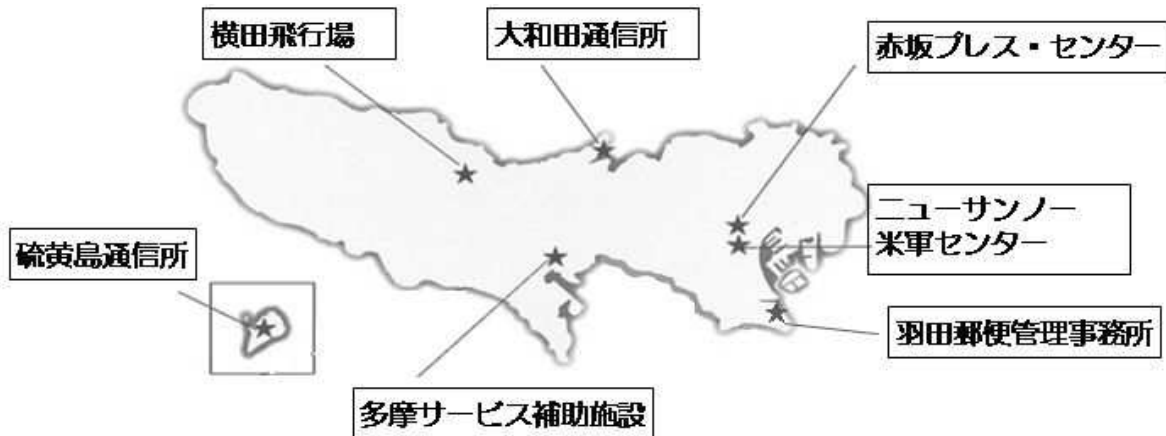 横田飛行場
大和田通信所
赤坂プレス・センター
ニューサンノー
米軍センター
硫黄島通信所
羽田郵便管理事務所
多摩サービス補助施設